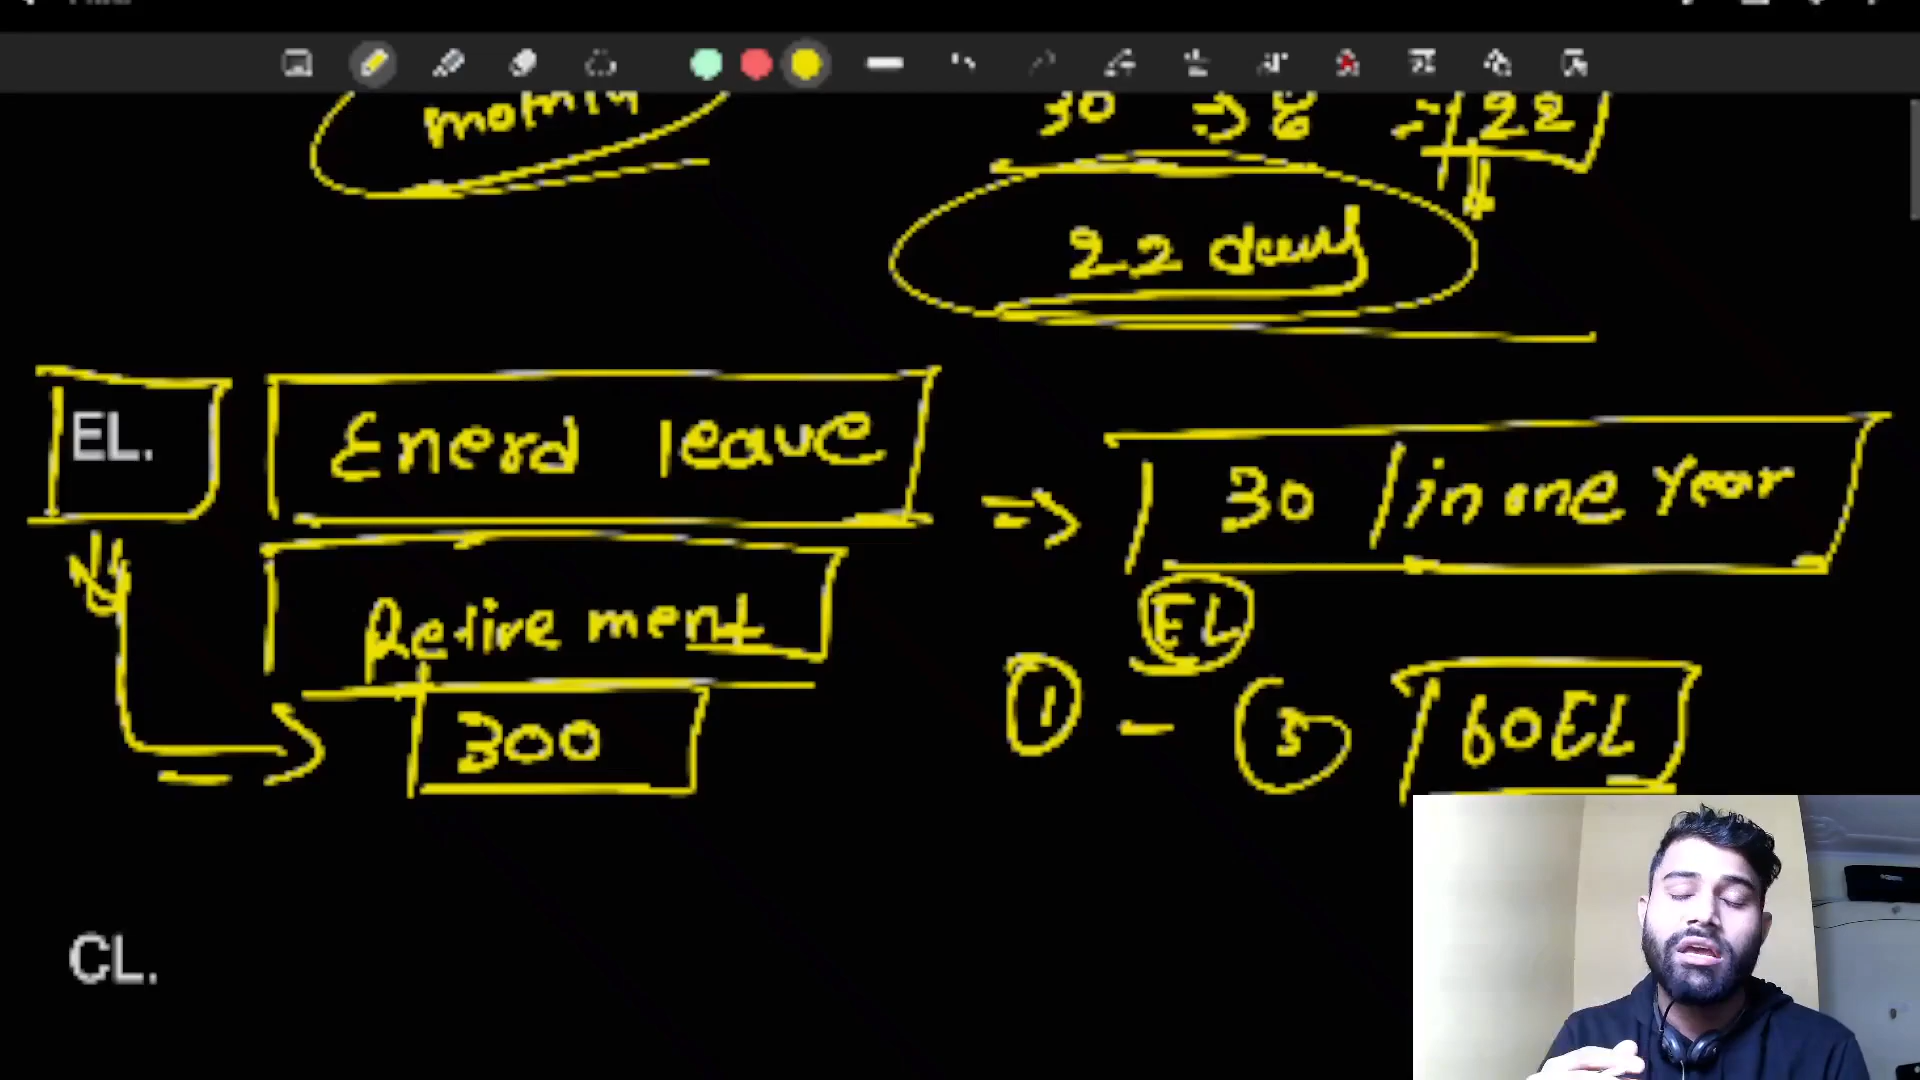 month
30 => 8 = 22
22 days
EL. Enerd leave => 30 / in one Year
Retire ment EL
300 1 - 5 60EL
CL.